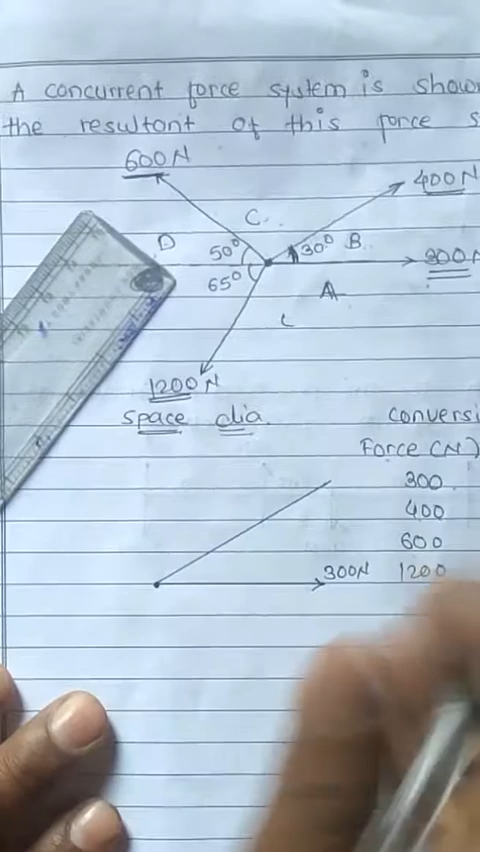 A concurrent force system is shown
the resultant of this force s
600N
400N
C.
D
50°
30° B
65°
300N
A
1200N
space dia.
conversi
Force (N)
300
400
600
300N 1200